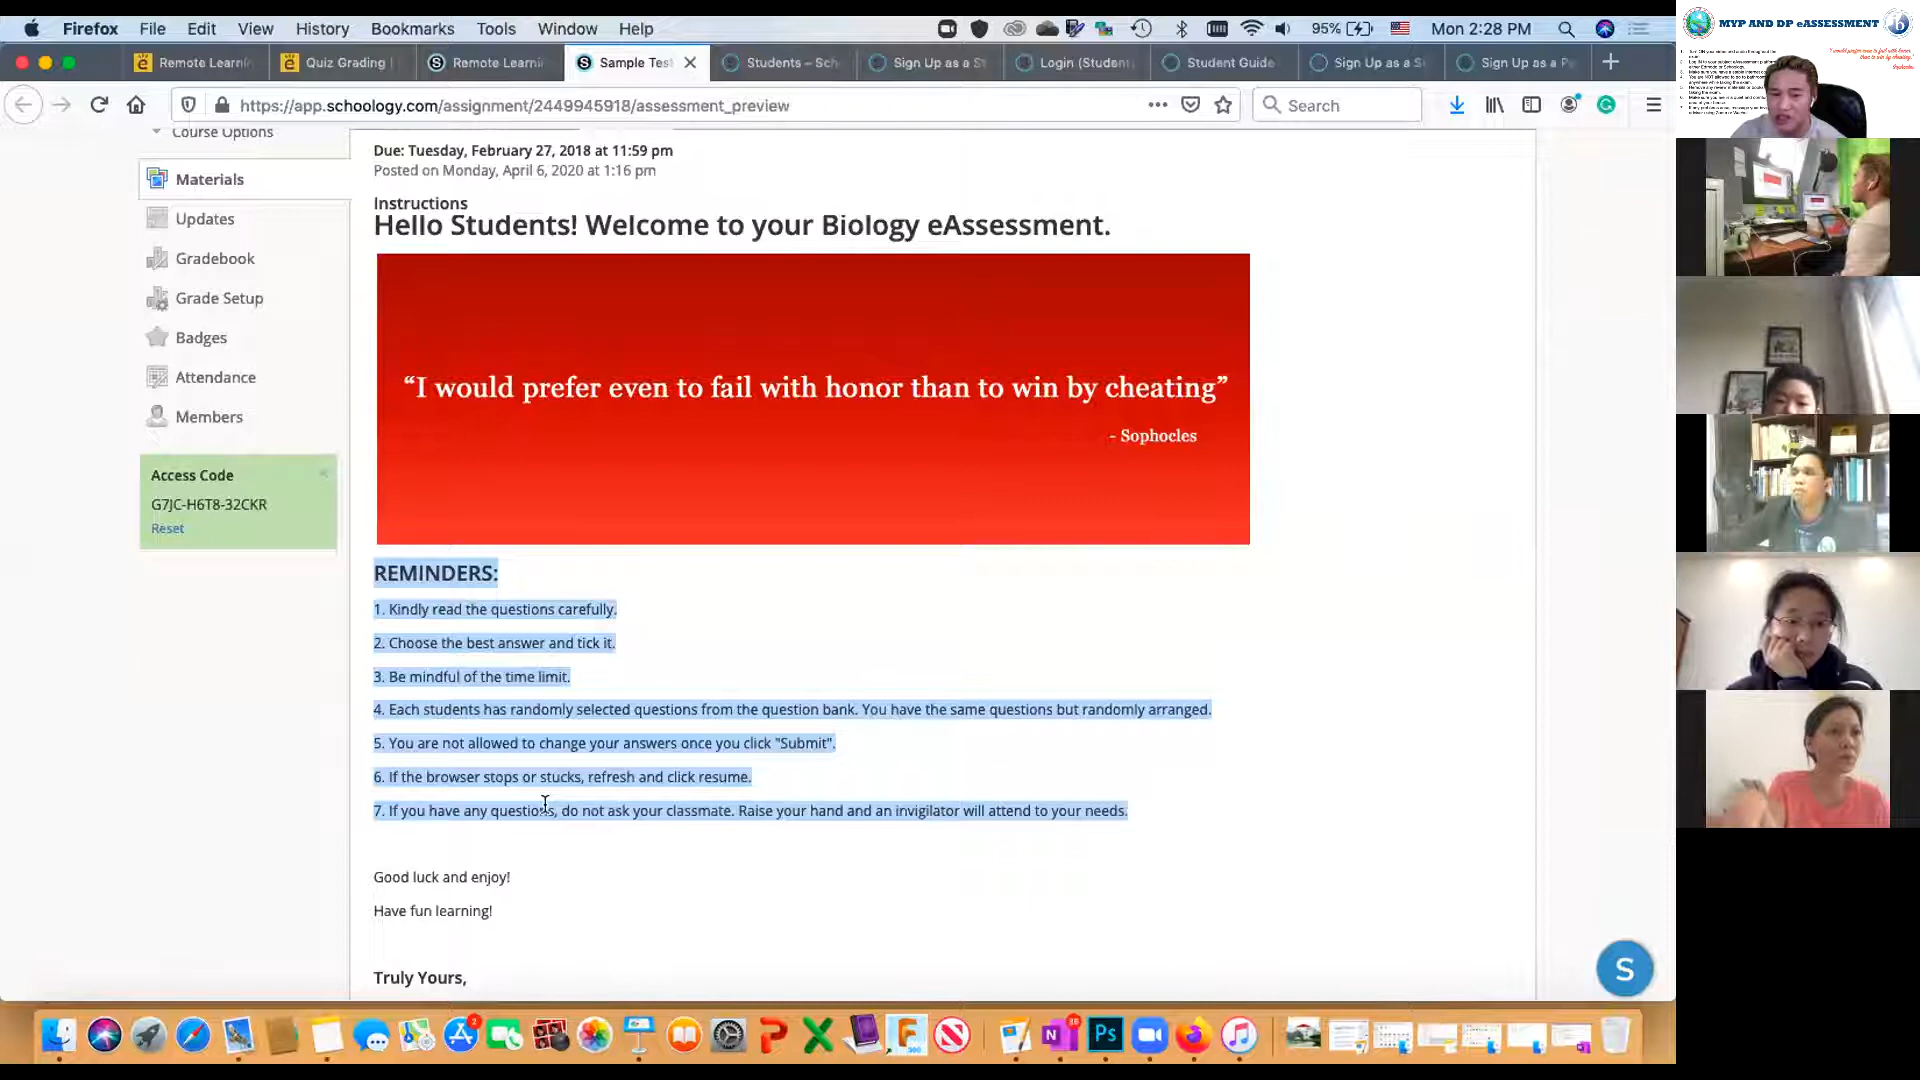 Firefox File Edit View History Bookmarks Tools Window Help 95% Mon 2:28 PM
Remote Learni Quiz Grading Remote Learni Sample Tes Students – Sch Sign Up as a St Login (Student Student Guide Sign Up as a S Sign Up as a P
https://app.schoology.com/assignment/2449945918/assessment_preview Search
Course Options
Materials
Updates
Gradebook
Grade Setup
Badges
Attendance
Members
Access Code
G7JC-H6T8-32CKR
Reset
Due: Tuesday, February 27, 2018 at 11:59 pm
Posted on Monday, April 6, 2020 at 1:16 pm
Instructions
Hello Students! Welcome to your Biology eAssessment.
“I would prefer even to fail with honor than to win by cheating”
- Sophocles
REMINDERS:
1. Kindly read the questions carefully.
2. Choose the best answer and tick it.
3. Be mindful of the time limit.
4. Each students has randomly selected questions from the question bank. You have the same questions but randomly arranged.
5. You are not allowed to change your answers once you click "Submit".
6. If the browser stops or stucks, refresh and click resume.
7. If you have any questions, do not ask your classmate. Raise your hand and an invigilator will attend to your needs.
Good luck and enjoy!
Have fun learning!
Truly Yours,
S
MYP AND DP eASSESSMENT